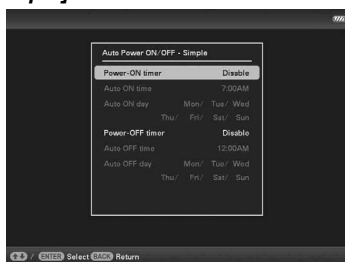 Auto Power ON/OFF - Simple
Power-ON timer Disable
Auto ON time 7:00AM
Auto ON day Mon/ Tue/ Wed
Thu/ Fri/ Sat/ Sun
Power-OFF timer Disable
Auto OFF time 12:00AM
Auto OFF day Mon/ Tue/ Wed
Thu/ Fri/ Sat/ Sun
/ ENTER Select BACK Return